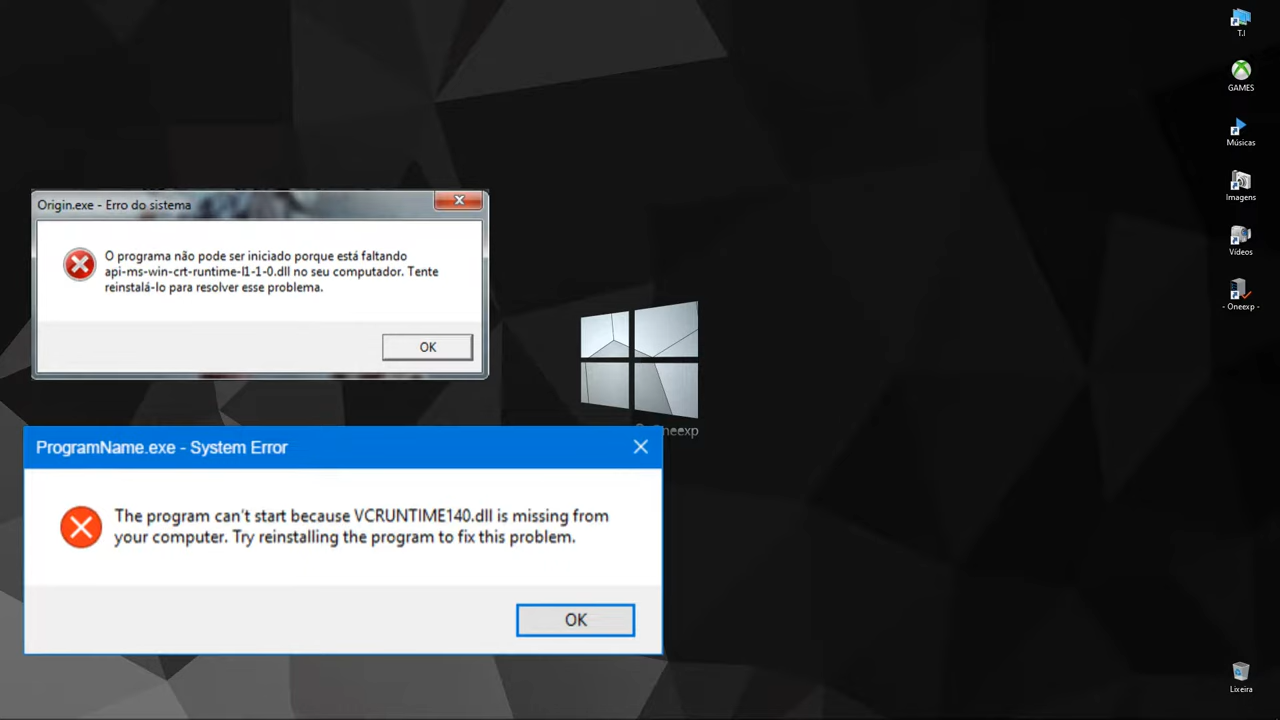 T.I
GAMES
Músicas
Imagens
Vídeos
- Oneexp -
Origin.exe - Erro do sistema
O programa não pode ser iniciado porque está faltando
api-ms-win-crt-runtime-l1-1-0.dll no seu computador. Tente
reinstalá-lo para resolver esse problema.
OK
ProgramName.exe - System Error
The program can't start because VCRUNTIME140.dll is missing from
your computer. Try reinstalling the program to fix this problem.
OK
Lixeira